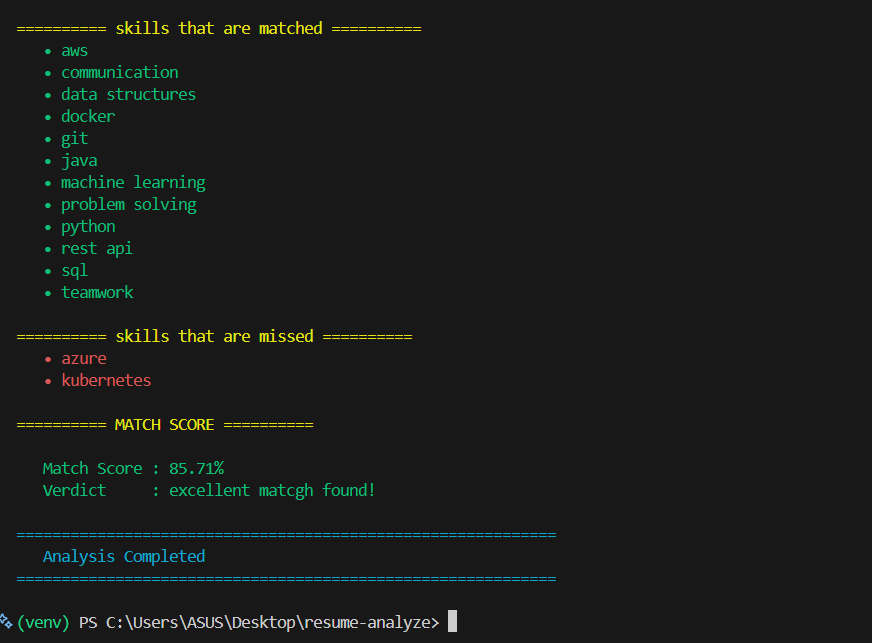 ========== skills that are matched ==========
• aws
• communication
• data structures
• docker
• git
• java
• machine learning
• problem solving
• python
• rest api
• sql
• teamwork
========== skills that are missed ==========
• azure
• kubernetes
========== MATCH SCORE ==========
Match Score : 85.71%
Verdict     : excellent matcgh found!
============================================================
Analysis Completed
============================================================
(venv) PS C:\Users\ASUS\Desktop\resume-analyze>